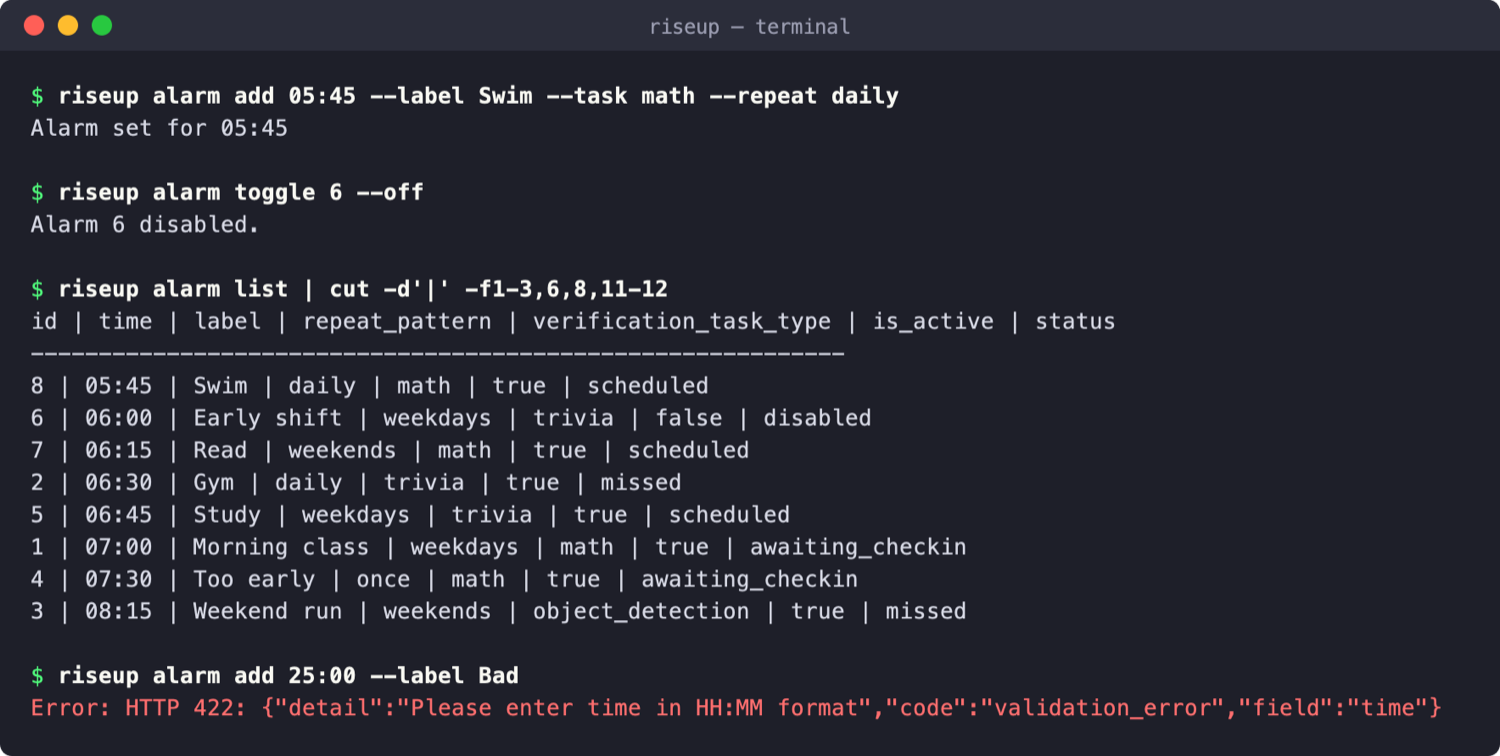 riseup — terminal
$ riseup alarm add 05:45 --label Swim --task math --repeat daily
Alarm set for 05:45
$ riseup alarm toggle 6 --off
Alarm 6 disabled.
$ riseup alarm list | cut -d'|' -f1-3,6,8,11-12
id | time | label | repeat_pattern | verification_task_type | is_active | status
------------------------------------------------------------
8 | 05:45 | Swim | daily | math | true | scheduled
6 | 06:00 | Early shift | weekdays | trivia | false | disabled
7 | 06:15 | Read | weekends | math | true | scheduled
2 | 06:30 | Gym | daily | trivia | true | missed
5 | 06:45 | Study | weekdays | trivia | true | scheduled
1 | 07:00 | Morning class | weekdays | math | true | awaiting_checkin
4 | 07:30 | Too early | once | math | true | awaiting_checkin
3 | 08:15 | Weekend run | weekends | object_detection | true | missed
$ riseup alarm add 25:00 --label Bad
Error: HTTP 422: {"detail":"Please enter time in HH:MM format","code":"validation_error","field":"time"}